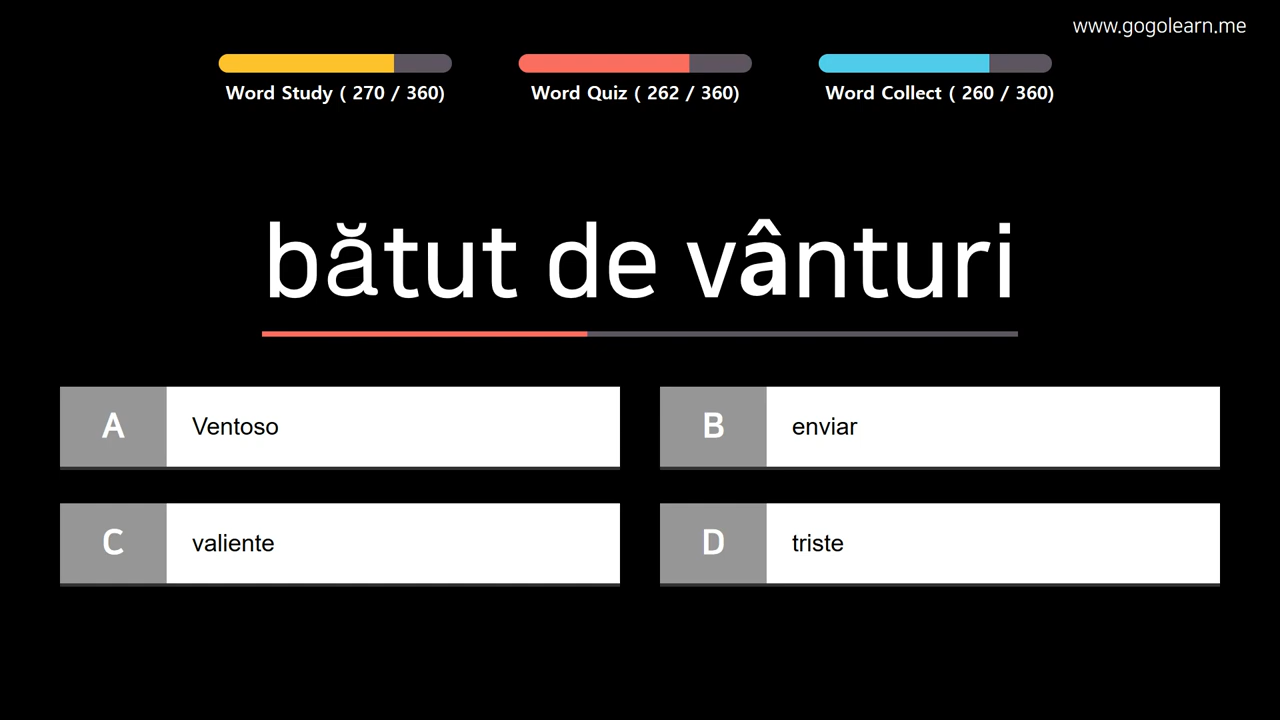 www.gogolearn.me
Word Study ( 270 / 360)
Word Quiz ( 262 / 360)
Word Collect ( 260 / 360)
bătut de vânturi
A
Ventoso
B
enviar
C
valiente
D
triste